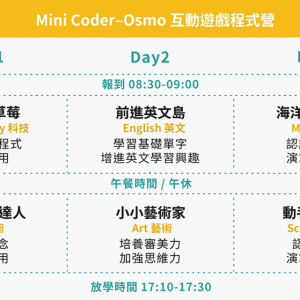 Mini Coder–Osmo 互動遊戲程式營
1
Day2
報到 08:30-09:00
草莓
前進英文島
海洋
y 科技
English 英文
M
程式
學習基礎單字
認
用
增進英文學習興趣
演
午餐時間 / 午休
達人
小小藝術家
動手
術
Art 藝術
Sc
念
培養審美力
認
用
加強思維力
演
放學時間 17:10-17:30